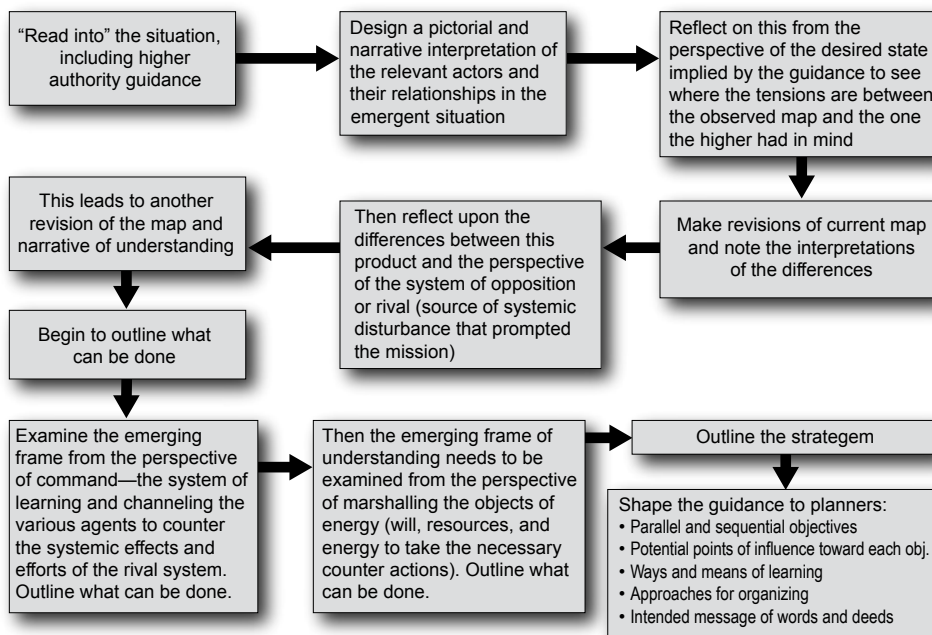 “Read into” the situation,
including higher
authority guidance
Design a pictorial and
narrative interpretation of
the relevant actors and
their relationships in the
emergent situation
Reflect on this from the
perspective of the desired state
implied by the guidance to see
where the tensions are between
the observed map and the one
the higher had in mind
Make revisions of current map
and note the interpretations
of the differences
Then reflect upon the
differences between this
product and the perspective
of the system of opposition
or rival (source of systemic
disturbance that prompted
the mission)
This leads to another
revision of the map and
narrative of understanding
Begin to outline what
can be done
Examine the emerging
frame from the perspective
of command—the system of
learning and channeling the
various agents to counter
the systemic effects and
efforts of the rival system.
Outline what can be done.
Then the emerging frame of
understanding needs to be
examined from the perspective
of marshalling the objects of
energy (will, resources, and
energy to take the necessary
counter actions). Outline what
can be done.
Outline the strategem
Shape the guidance to planners:
• Parallel and sequential objectives
• Potential points of influence toward each obj.
• Ways and means of learning
• Approaches for organizing
• Intended message of words and deeds